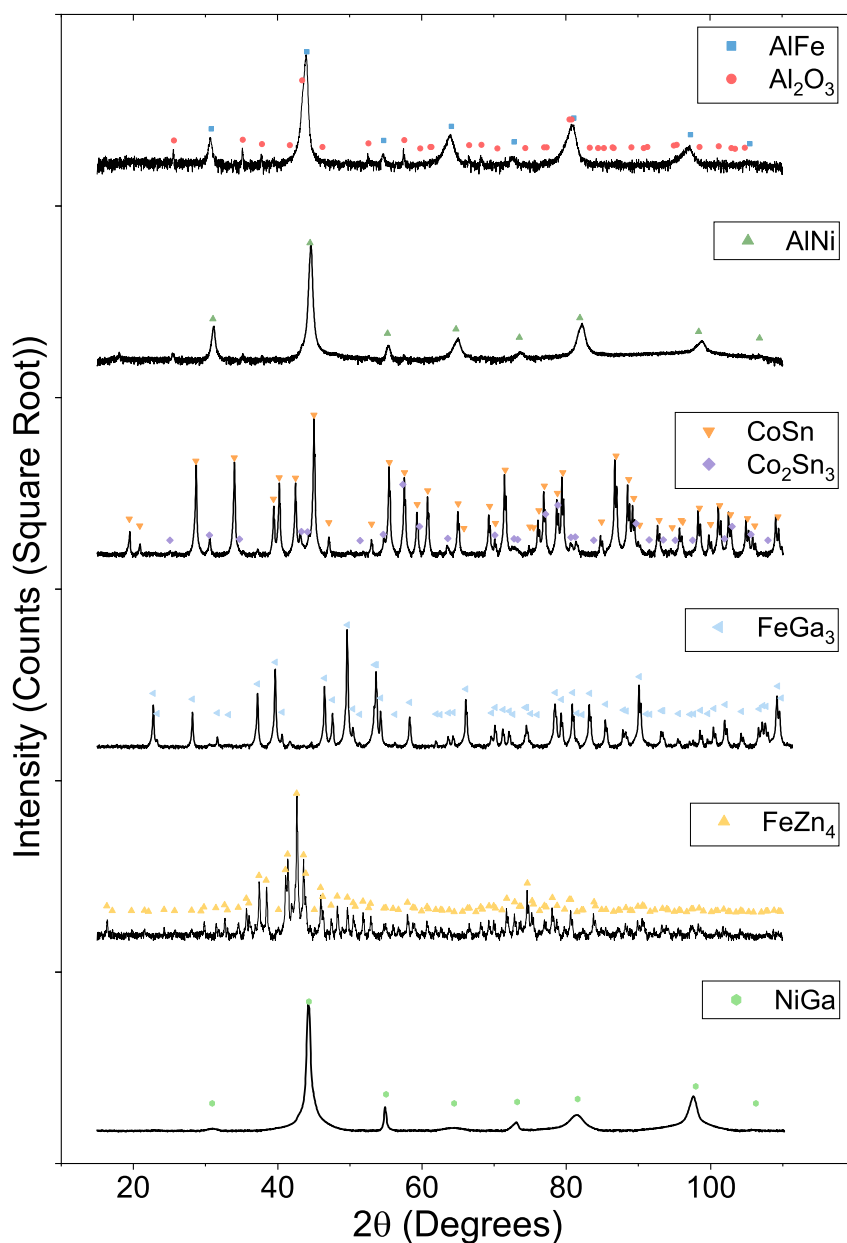 AlFe
Al₂O₃
AlNi
CoSn
Co₂Sn₃
FeGa₃
FeZn₄
NiGa
Intensity (Counts (Square Root))
20 40 60 80 100
2θ (Degrees)